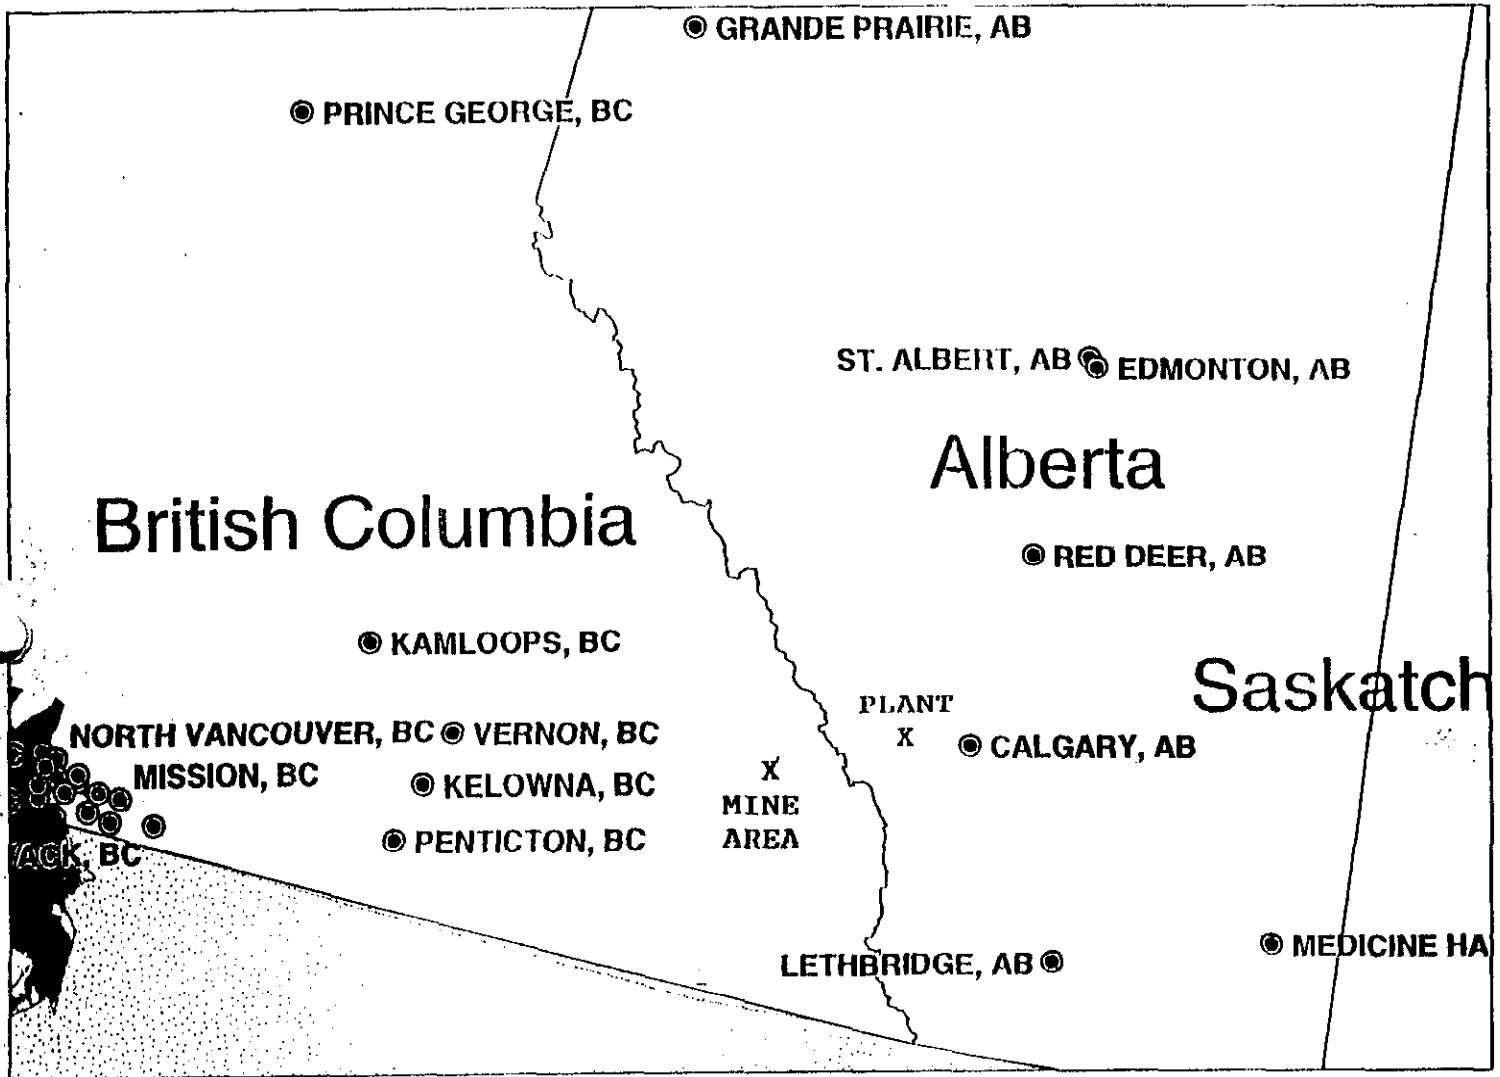 GRANDE PRAIRIE, AB
PRINCE GEORGE, BC
ST. ALBERT, AB
EDMONTON, AB
Alberta
British Columbia
RED DEER, AB
KAMLOOPS, BC
Saskatch
PLANT
X
NORTH VANCOUVER, BC
VERNON, BC
CALGARY, AB
MISSION, BC
X
KELOWNA, BC
MINE
AREA
PENTICTON, BC
ACK, BC
LETHBRIDGE, AB
MEDICINE HA